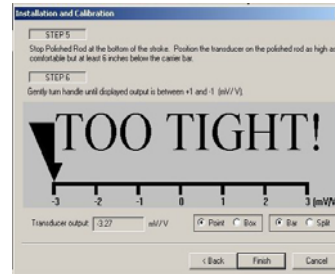 Installation and Calibration
STEP 5
Stop Polished Rod at the bottom of the stroke. Position the transducer on the polished rod as high as
comfortable but at least 6 inches below the carrier bar.
STEP 6
Gently turn handle until displayed output is between +1 and -1 (mV/V).
TOO TIGHT!
-3 -2 -1 0 1 2 3 (mV/V
Transducer output: -3.27 mV/V Point Box Bar Split
< Back Finish Cancel